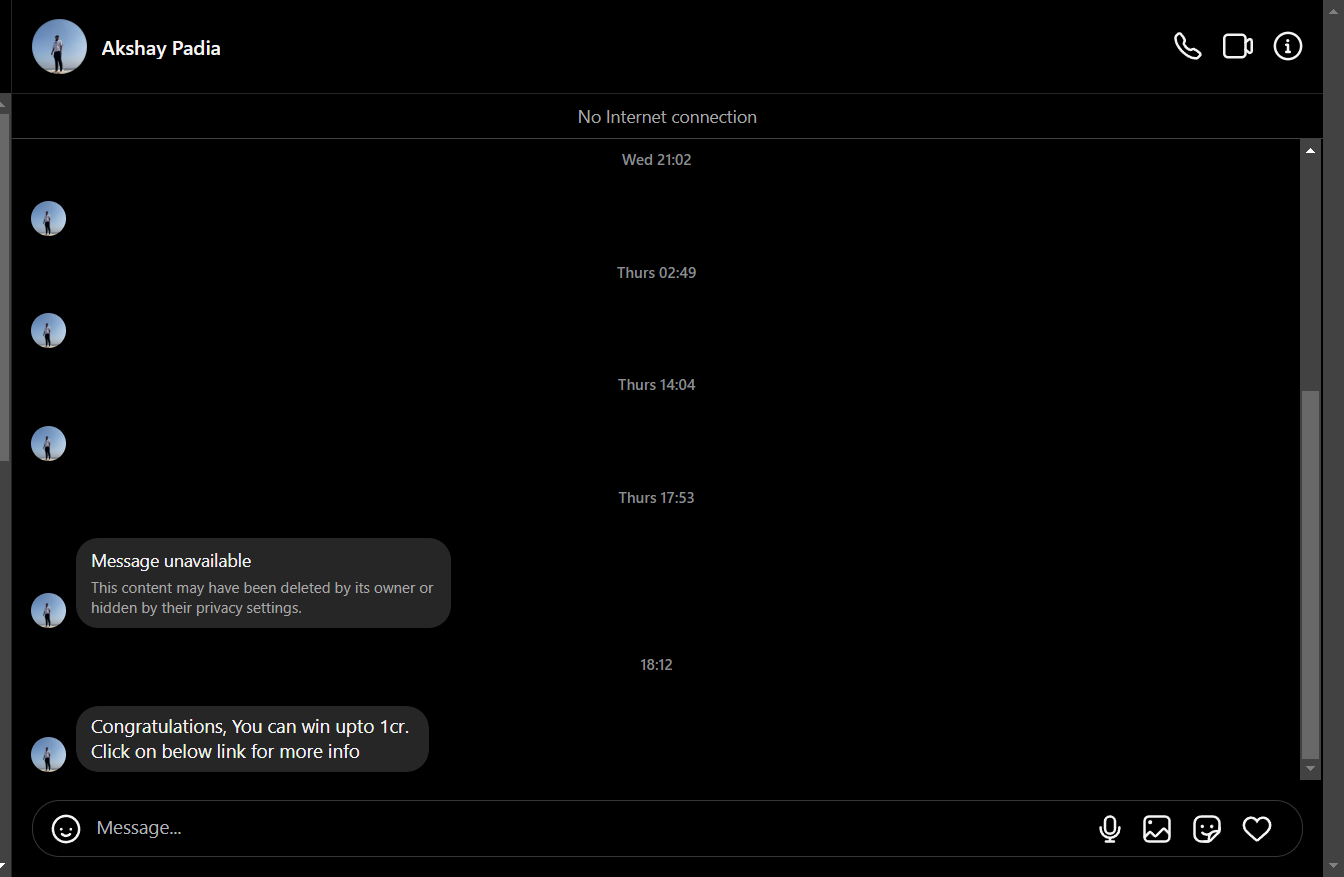 Akshay Padia
No Internet connection
Wed 21:02
Thurs 02:49
Thurs 14:04
Thurs 17:53
Message unavailable
This content may have been deleted by its owner or
hidden by their privacy settings.
18:12
Congratulations, You can win upto 1cr.
Click on below link for more info
Message...